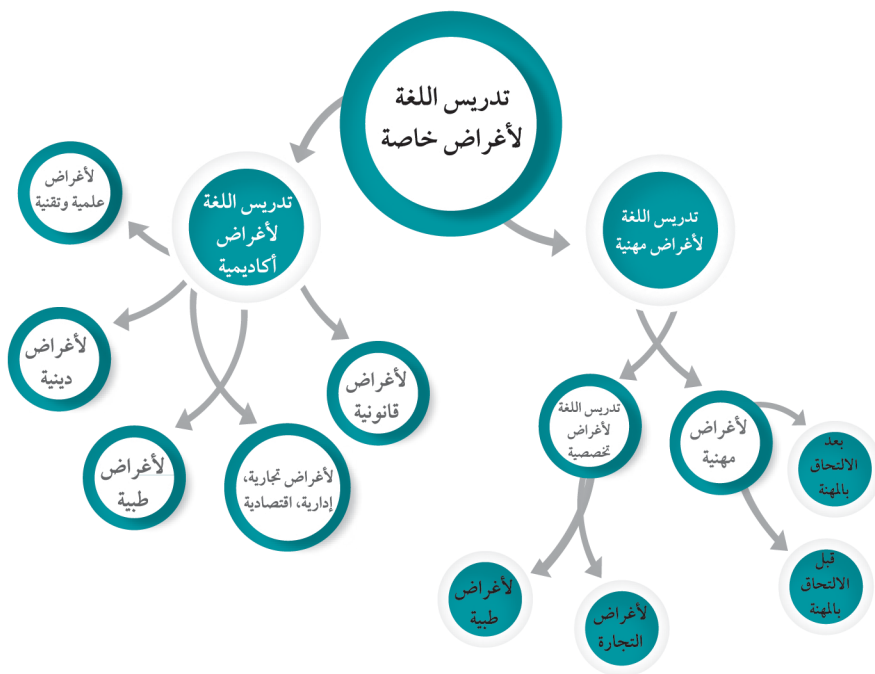 تدريس اللغة
لأغراض خاصة
تدريس اللغة
لأغراض مهنية
تدريس اللغة
لأغراض
تخصصية
لأغراض
مهنية
بعد
الالتحاق
بالمهنة
قبل
الالتحاق
بالمهنة
لأغراض
التجارة
لأغراض
طبية
تدريس اللغة
لأغراض
أكاديمية
لأغراض
قانونية
لأغراض تجارية،
إدارية، اقتصادية
لأغراض
طبية
لأغراض
دينية
لأغراض
علمية وتقنية